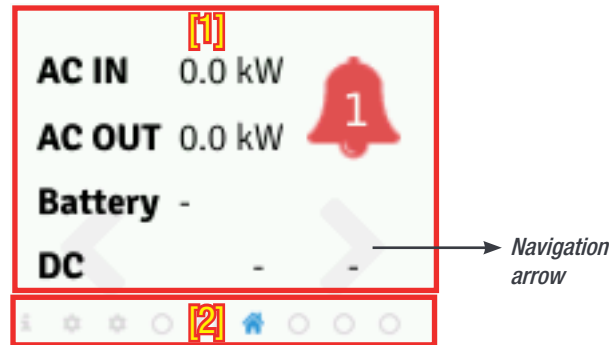 [1]
AC IN 0.0 kW
1
AC OUT 0.0 kW
Battery -
DC - -
Navigation
arrow
i [2]